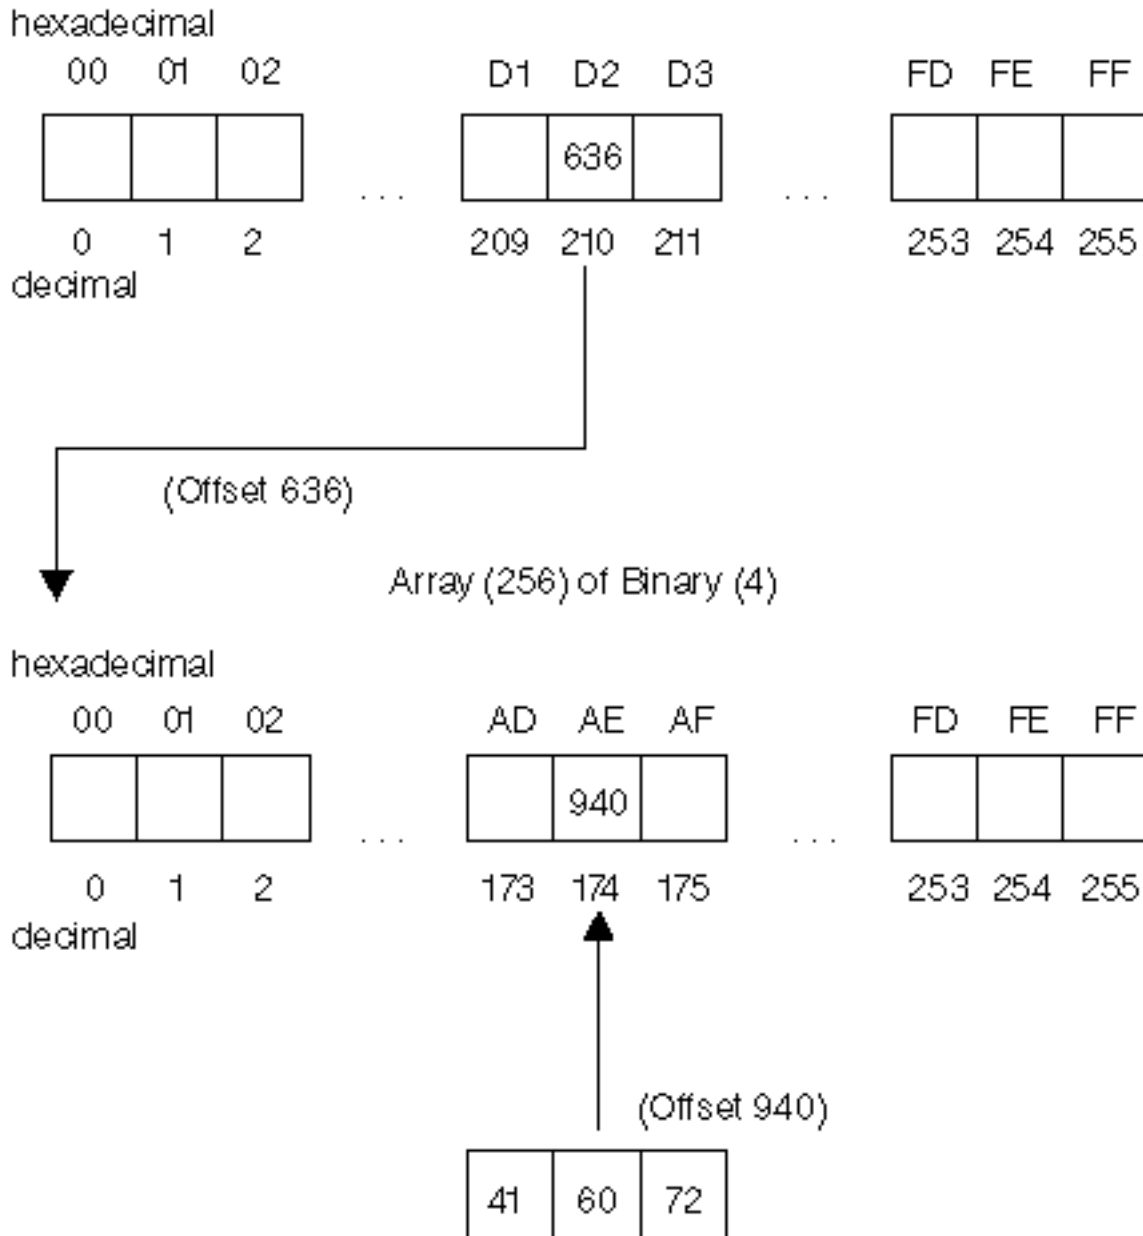 hexadecimal
00 01 02 D1 D2 D3 FD FE FF
636
. . . . . .
0 1 2 209 210 211 253 254 255
decimal
(Offset 636)
Array (256) of Binary (4)
hexadecimal
00 01 02 AD AE AF FD FE FF
940
. . . . . .
0 1 2 173 174 175 253 254 255
decimal
(Offset 940)
41 60 72